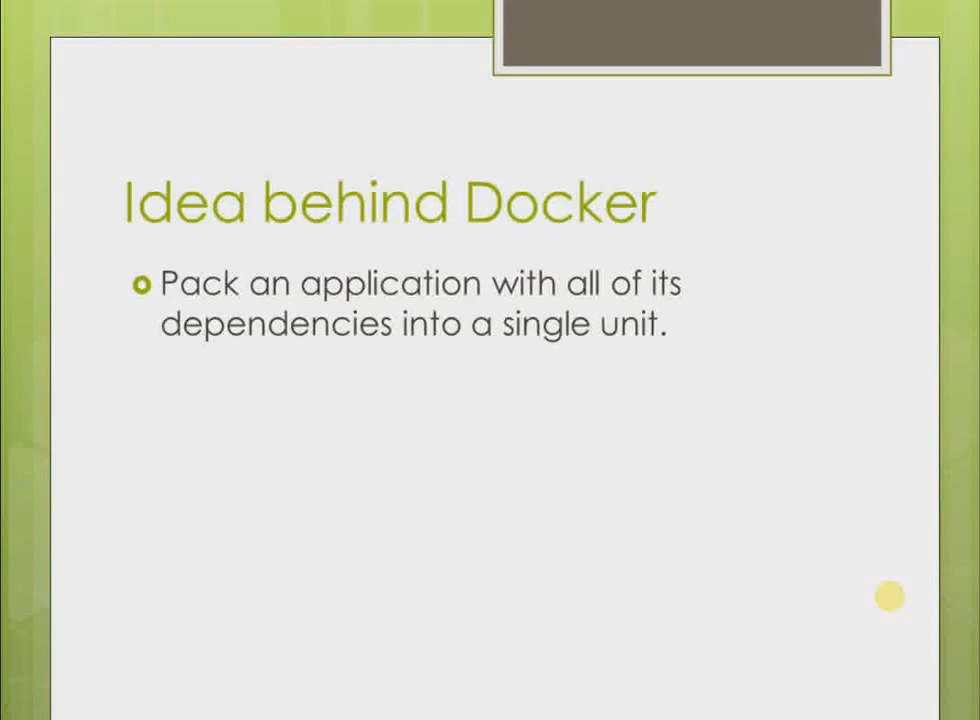 Idea behind Docker
Pack an application with all of its
dependencies into a single unit.